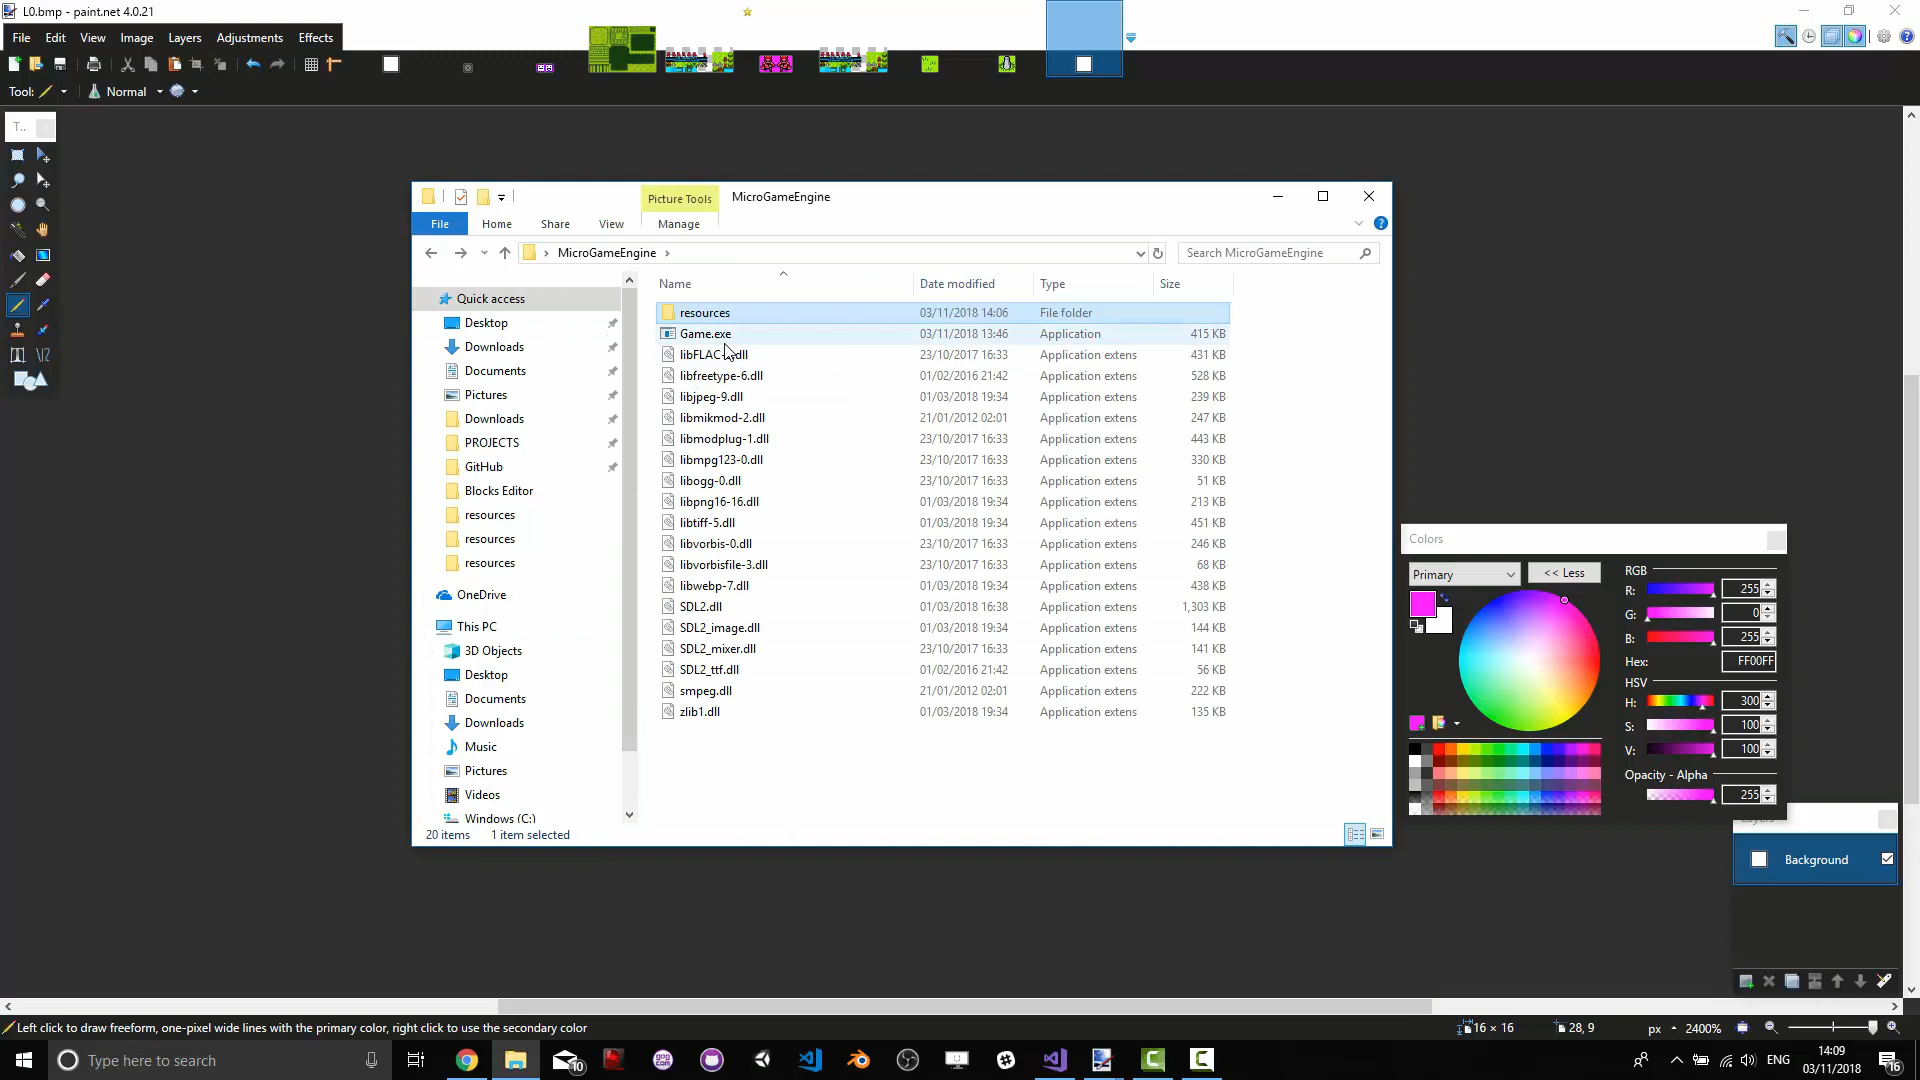 L0.bmp - paint.net 4.0.21
File Edit View Image Layers Adjustments Effects
Tool: Normal
T...
Picture Tools MicroGameEngine
File Home Share View Manage
MicroGameEngine Search MicroGameEngine
Name Date modified Type Size
Quick access
Desktop
Downloads
Documents
Pictures
Downloads
PROJECTS
GitHub
Blocks Editor
resources
resources
resources
OneDrive
This PC
3D Objects
Desktop
Documents
Downloads
Music
Pictures
Videos
Windows (C:)
resources 03/11/2018 14:06 File folder
Game.exe 03/11/2018 13:46 Application 415 KB
libFLAC- dll 23/10/2017 16:33 Application extens 431 KB
libfreetype-6.dll 01/02/2016 21:42 Application extens 528 KB
libjpeg-9.dll 01/03/2018 19:34 Application extens 239 KB
libmikmod-2.dll 21/01/2012 02:01 Application extens 247 KB
libmodplug-1.dll 23/10/2017 16:33 Application extens 443 KB
libmpg123-0.dll 23/10/2017 16:33 Application extens 330 KB
libogg-0.dll 23/10/2017 16:33 Application extens 51 KB
libpng16-16.dll 01/03/2018 19:34 Application extens 213 KB
libtiff-5.dll 01/03/2018 19:34 Application extens 451 KB
libvorbis-0.dll 23/10/2017 16:33 Application extens 246 KB
libvorbisfile-3.dll 23/10/2017 16:33 Application extens 68 KB
libwebp-7.dll 01/03/2018 19:34 Application extens 438 KB
SDL2.dll 01/03/2018 16:38 Application extens 1,303 KB
SDL2_image.dll 01/03/2018 19:34 Application extens 144 KB
SDL2_mixer.dll 23/10/2017 16:33 Application extens 141 KB
SDL2_ttf.dll 01/02/2016 21:42 Application extens 56 KB
smpeg.dll 21/01/2012 02:01 Application extens 222 KB
zlib1.dll 01/03/2018 19:34 Application extens 135 KB
20 items 1 item selected
Colors
Primary << Less RGB
R: 255
G: 0
B: 255
Hex: FF00FF
HSV
H: 300
S: 100
V: 100
Opacity - Alpha
255
Layers
Background
Left click to draw freeform, one-pixel wide lines with the primary color, right click to use the secondary color
16 × 16 28, 9 px 2400%
Type here to search
10
ENG
14:09
03/11/2018
16